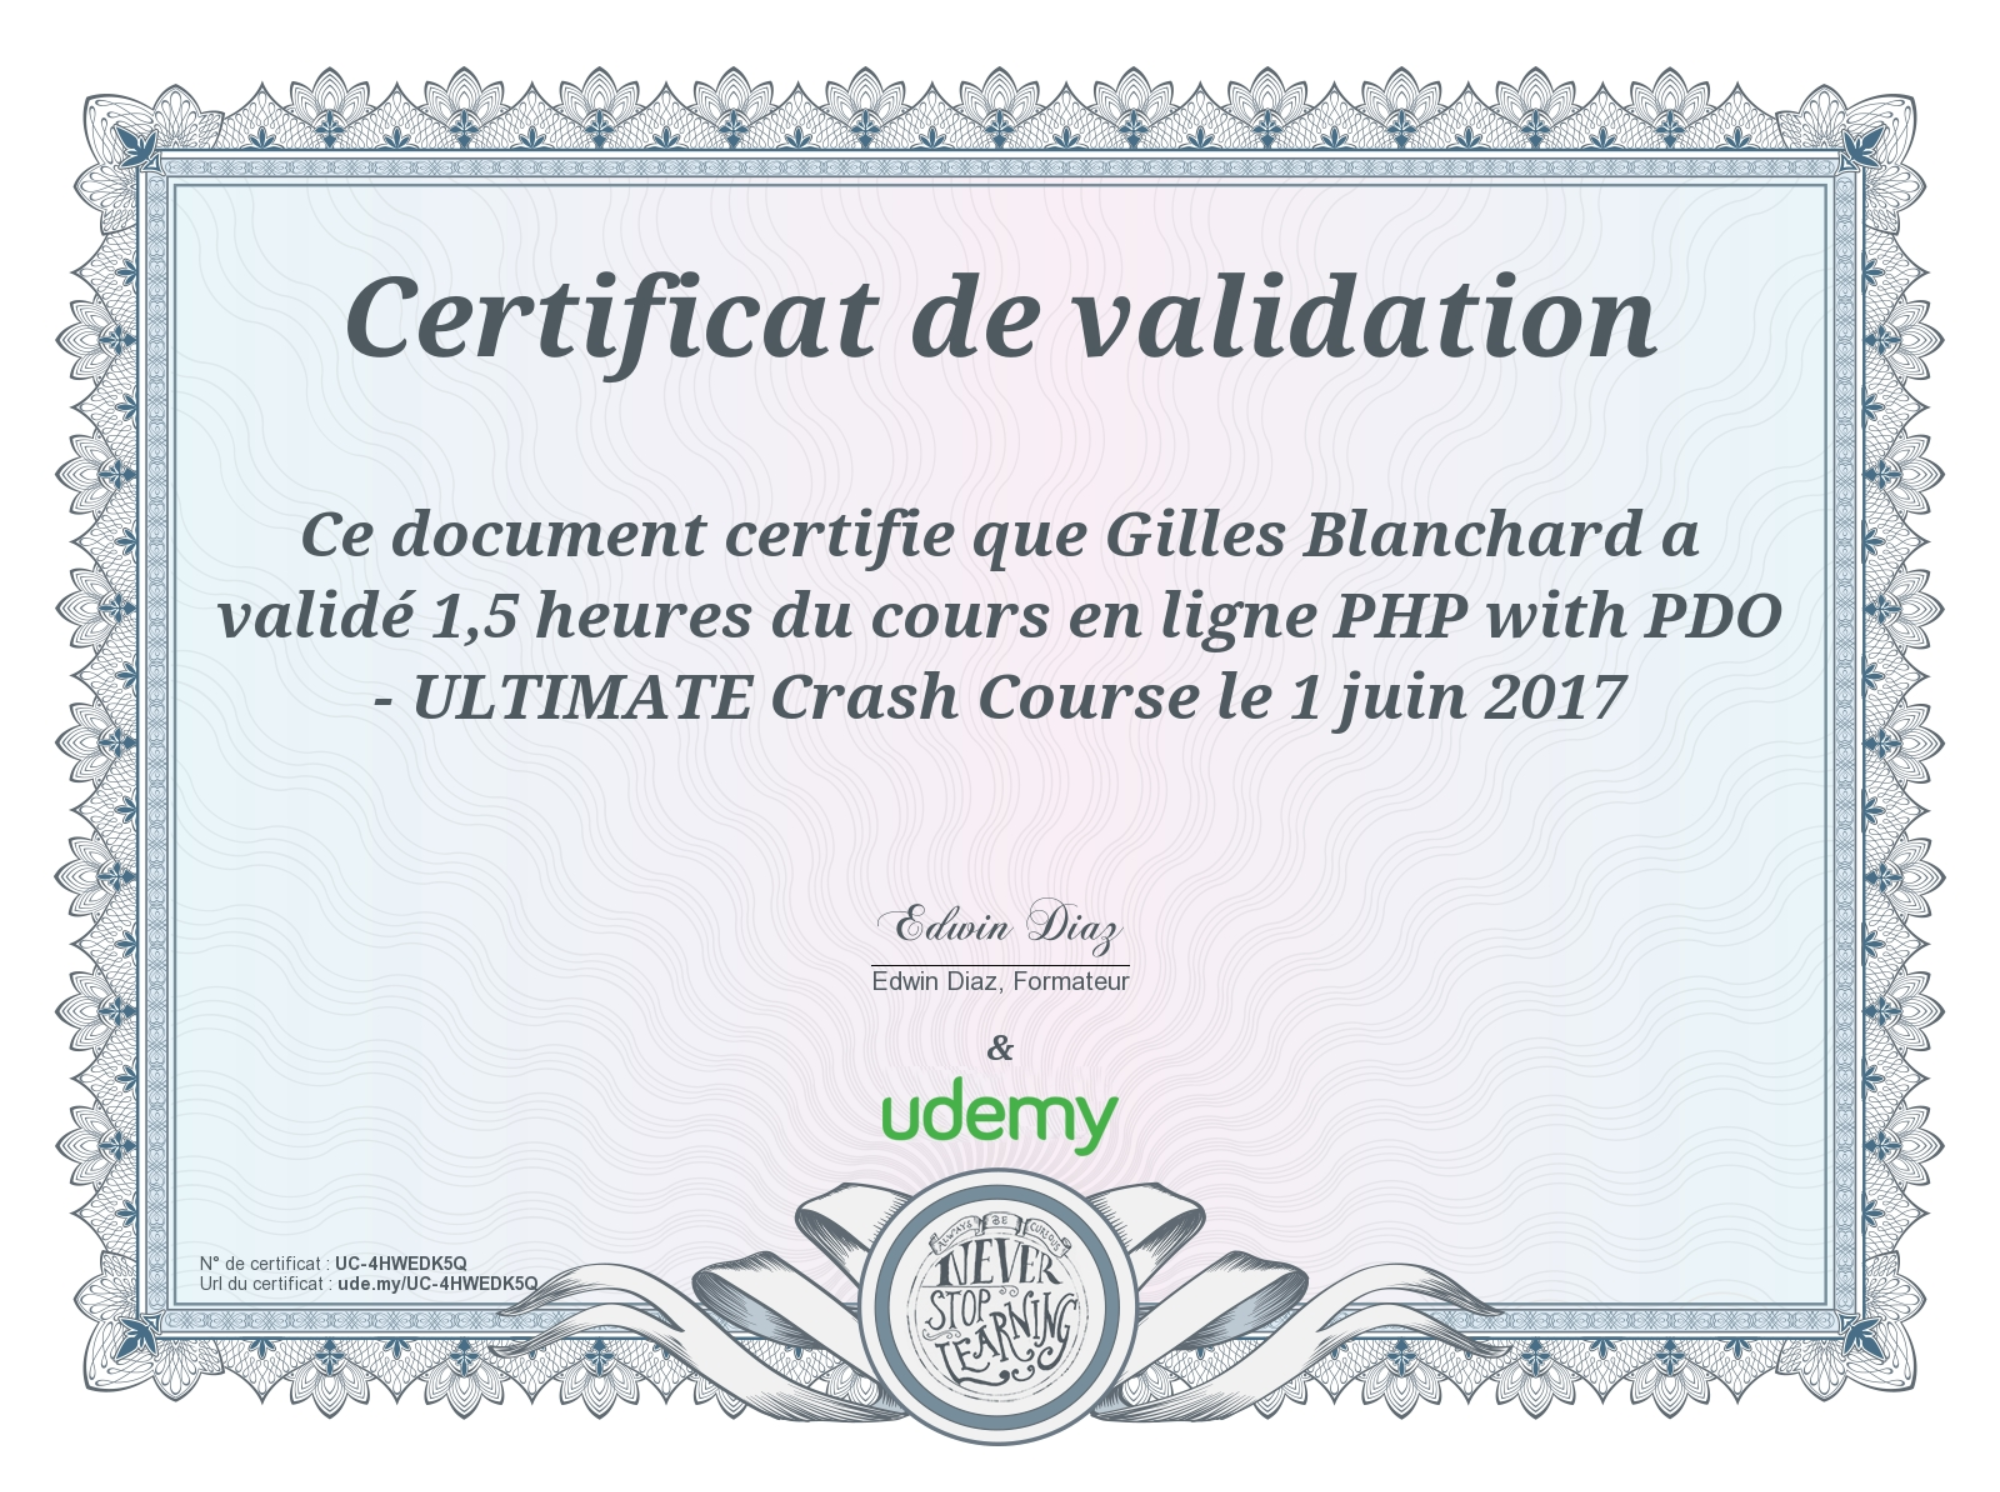 Certificat de validation
Ce document certifie que Gilles Blanchard a
validé 1,5 heures du cours en ligne PHP with PDO
- ULTIMATE Crash Course le 1 juin 2017
Edwin Diaz
Edwin Diaz, Formateur
&
udemy
N° de certificat : UC-4HWEDK5Q
Url du certificat : ude.my/UC-4HWEDK5Q
ALWAYS BE CURIOUS
NEVER
STOP
LEARNING